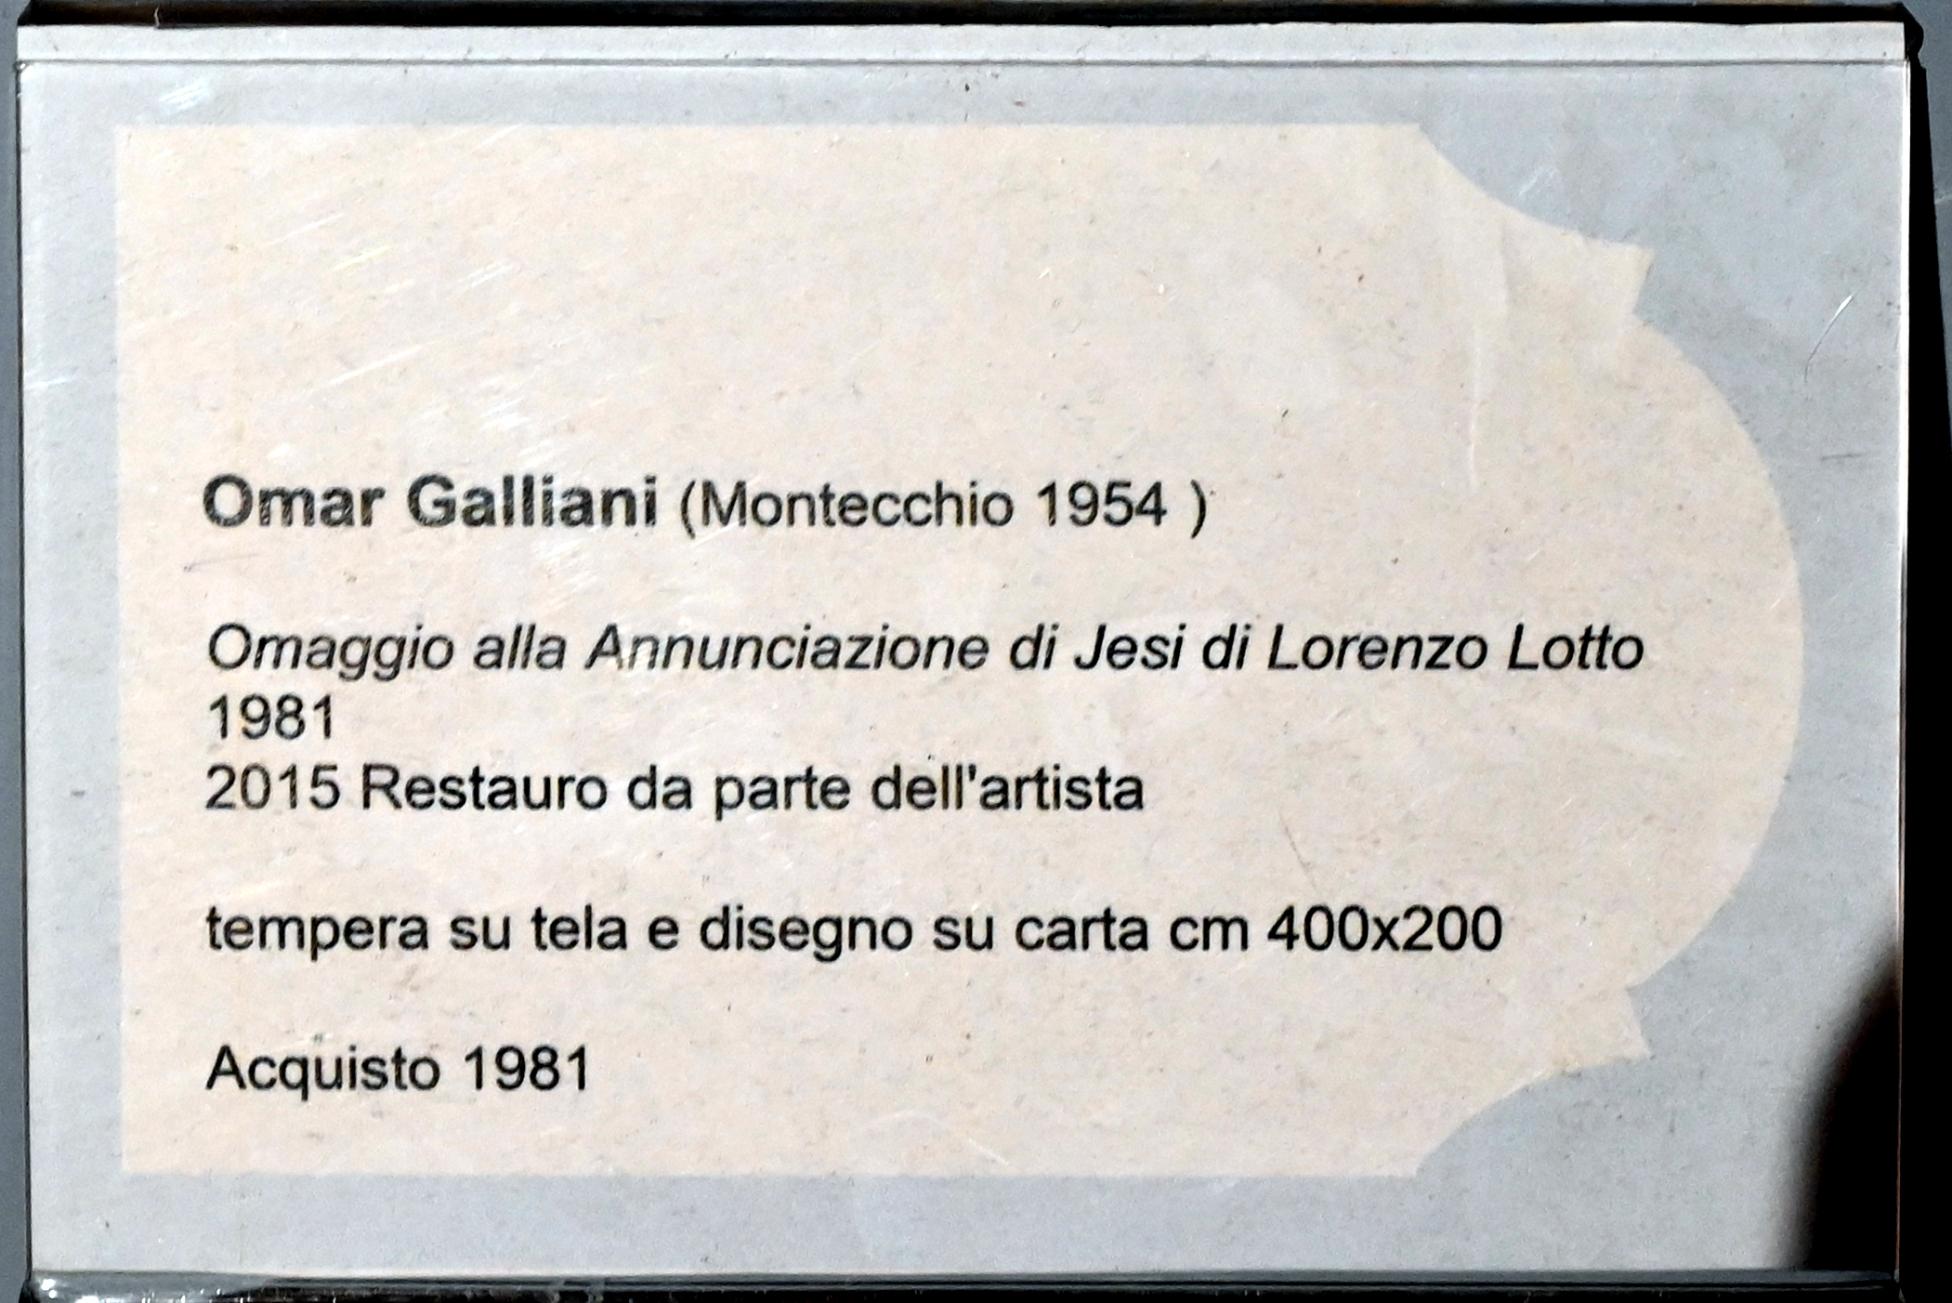 Omar Galliani (Montecchio 1954 )
Omaggio alla Annunciazione di Jesi di Lorenzo Lotto
1981
2015 Restauro da parte dell'artista
tempera su tela e disegno su carta cm 400x200
Acquisto 1981